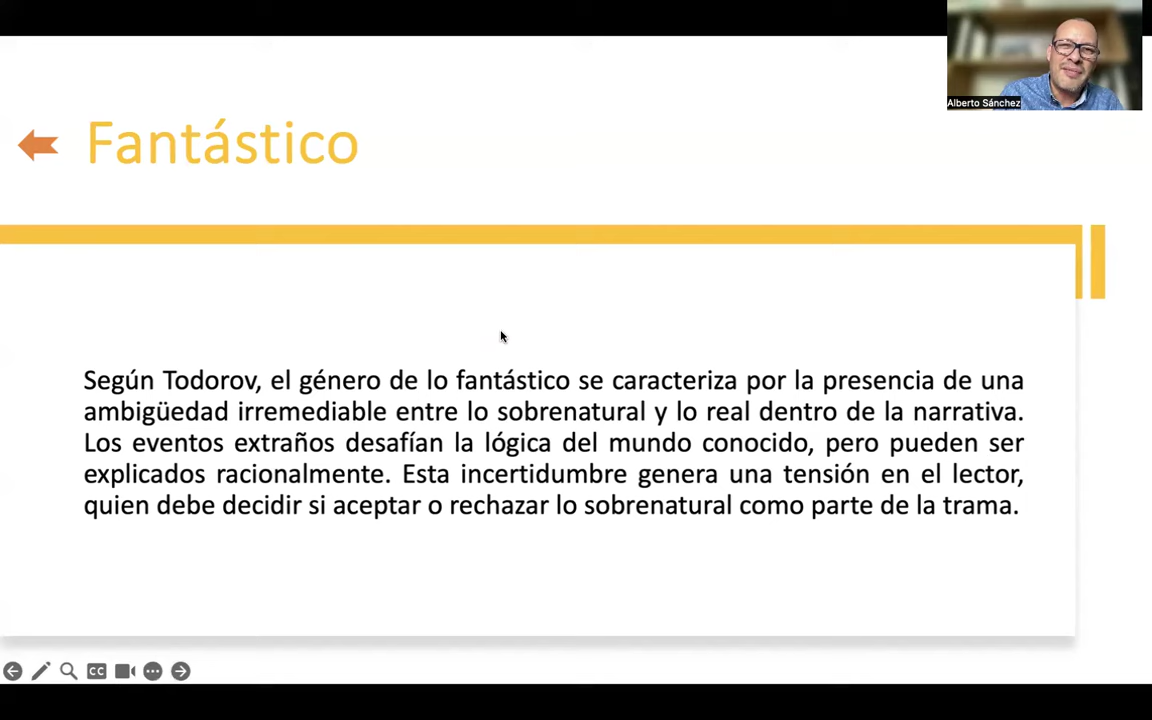 Alberto Sánchez
Fantástico
Según Todorov, el género de lo fantástico se caracteriza por la presencia de una
ambigüedad irremediable entre lo sobrenatural y lo real dentro de la narrativa.
Los eventos extraños desafían la lógica del mundo conocido, pero pueden ser
explicados racionalmente. Esta incertidumbre genera una tensión en el lector,
quien debe decidir si aceptar o rechazar lo sobrenatural como parte de la trama.
CC